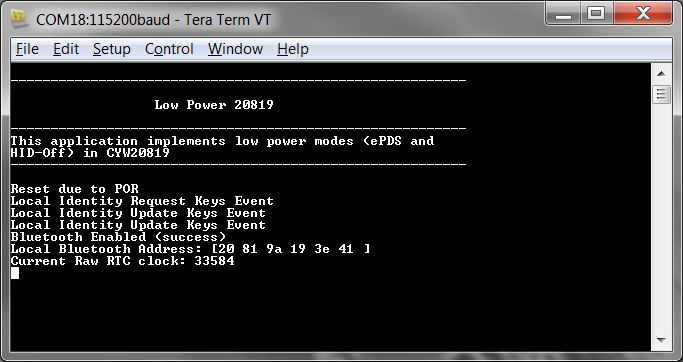 COM18:115200baud - Tera Term VT
File Edit Setup Control Window Help
---------------------------------------------------------
Low Power 20819
---------------------------------------------------------
This application implements low power modes (ePDS and
HID-Off) in CYW20819
---------------------------------------------------------
Reset due to POR
Local Identity Request Keys Event
Local Identity Update Keys Event
Local Identity Update Keys Event
Bluetooth Enabled (success)
Local Bluetooth Address: [20 81 9a 19 3e 41 ]
Current Raw RTC clock: 33584